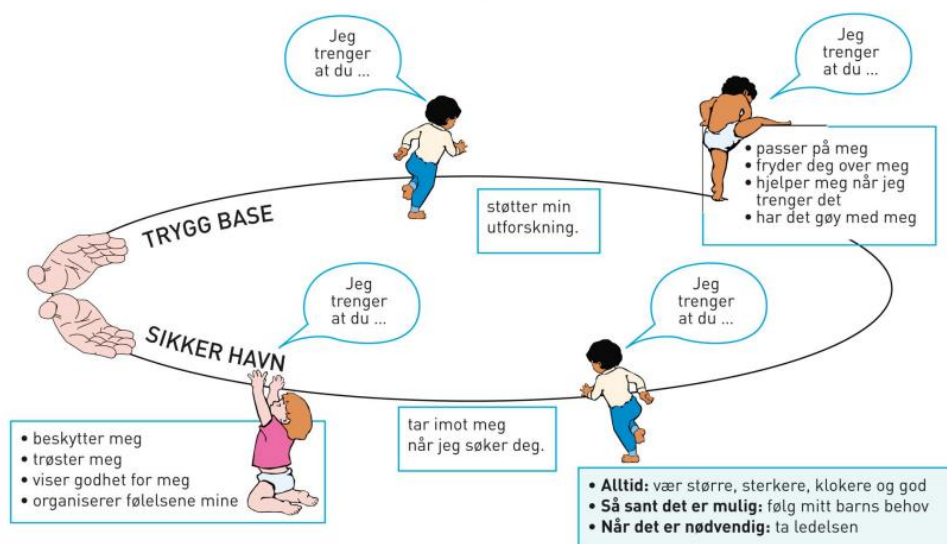 Jeg
trenger
at du ...
Jeg
trenger
at du ...
• passer på meg
• fryder deg over meg
• hjelper meg når jeg
trenger det
• har det gøy med meg
støtter min
utforskning.
TRYGG BASE
SIKKER HAVN
Jeg
trenger
at du ...
Jeg
trenger
at du ...
• beskytter meg
• trøster meg
• viser godhet for meg
• organiserer følelsene mine
tar imot meg
når jeg søker deg.
• Alltid: vær større, sterkere, klokere og god
• Så sant det er mulig: følg mitt barns behov
• Når det er nødvendig: ta ledelsen